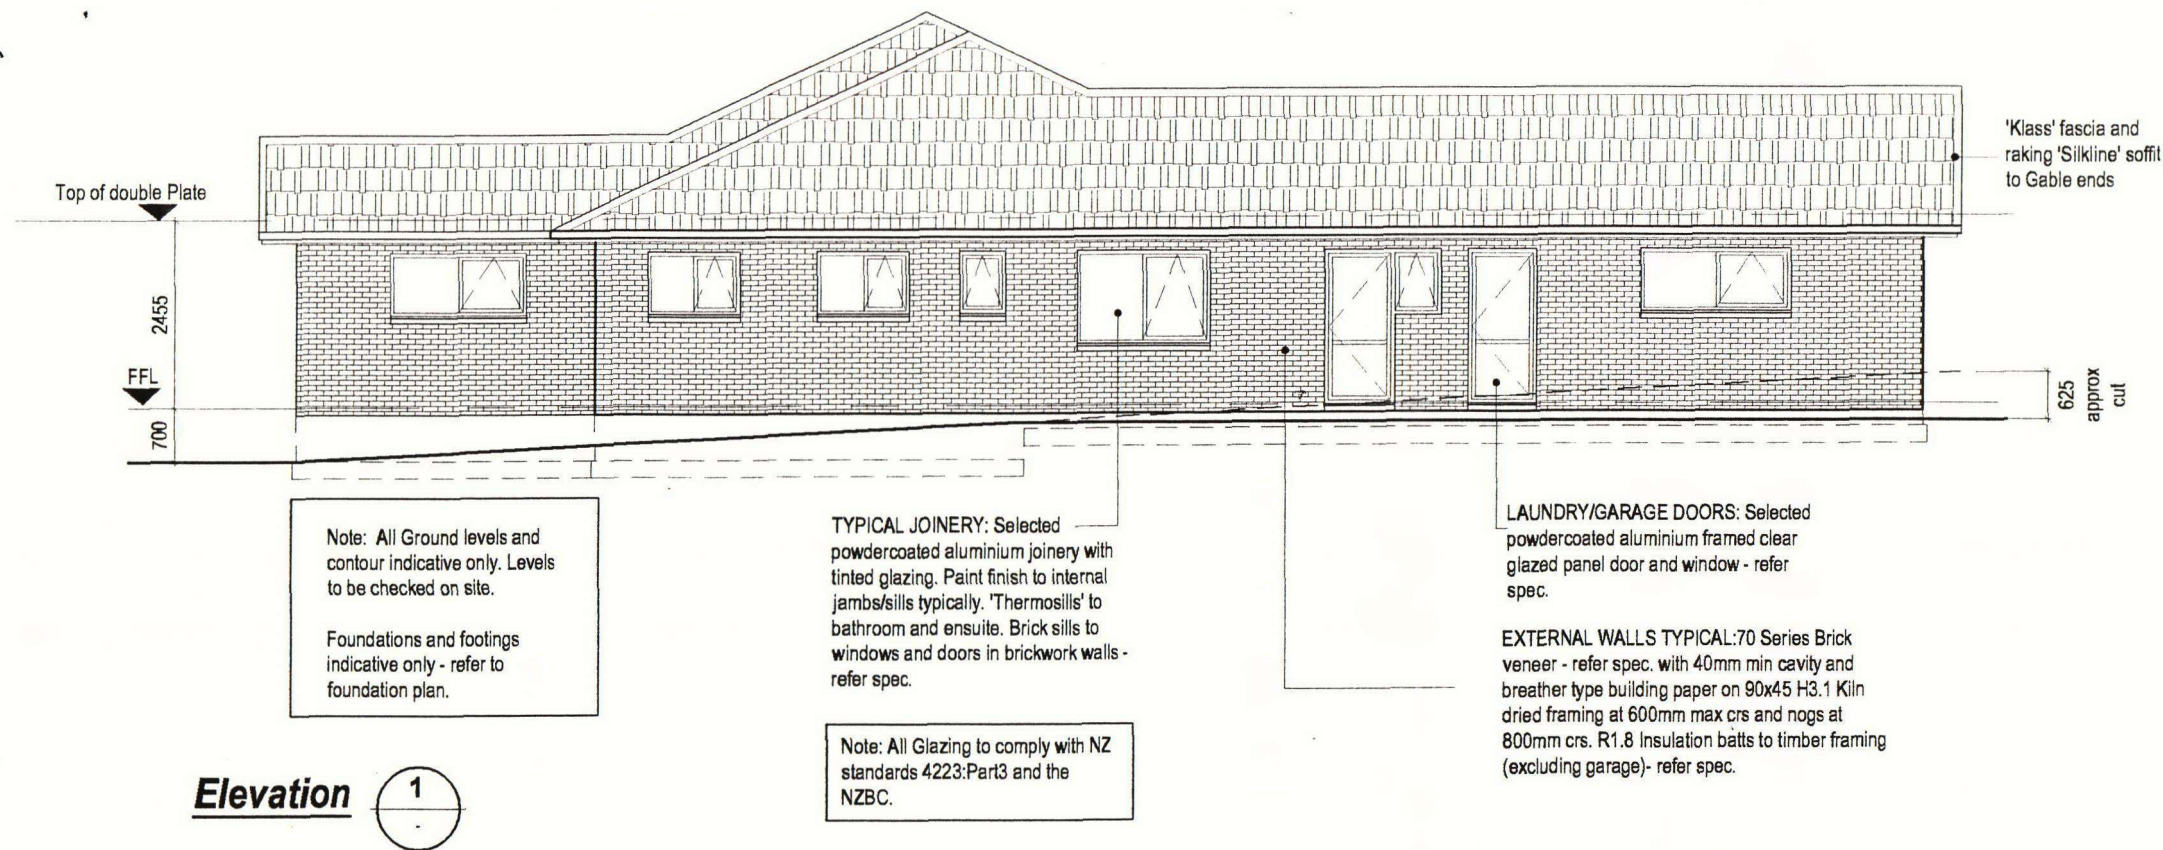 'Klass' fascia and
raking 'Silkline' soffit
to Gable ends
Top of double Plate
2455
FFL
700
625
approx
cut
Note: All Ground levels and
contour indicative only. Levels
to be checked on site.
Foundations and footings
indicative only - refer to
foundation plan.
TYPICAL JOINERY: Selected
powdercoated aluminium joinery with
tinted glazing. Paint finish to internal
jambs/sills typically. 'Thermosills' to
bathroom and ensuite. Brick sills to
windows and doors in brickwork walls -
refer spec.
Note: All Glazing to comply with NZ
standards 4223:Part3 and the
NZBC.
LAUNDRY/GARAGE DOORS: Selected
powdercoated aluminium framed clear
glazed panel door and window - refer
spec.
EXTERNAL WALLS TYPICAL:70 Series Brick
veneer - refer spec. with 40mm min cavity and
breather type building paper on 90x45 H3.1 Kiln
dried framing at 600mm max crs and nogs at
800mm crs. R1.8 Insulation batts to timber framing
(excluding garage)- refer spec.
Elevation
1
-